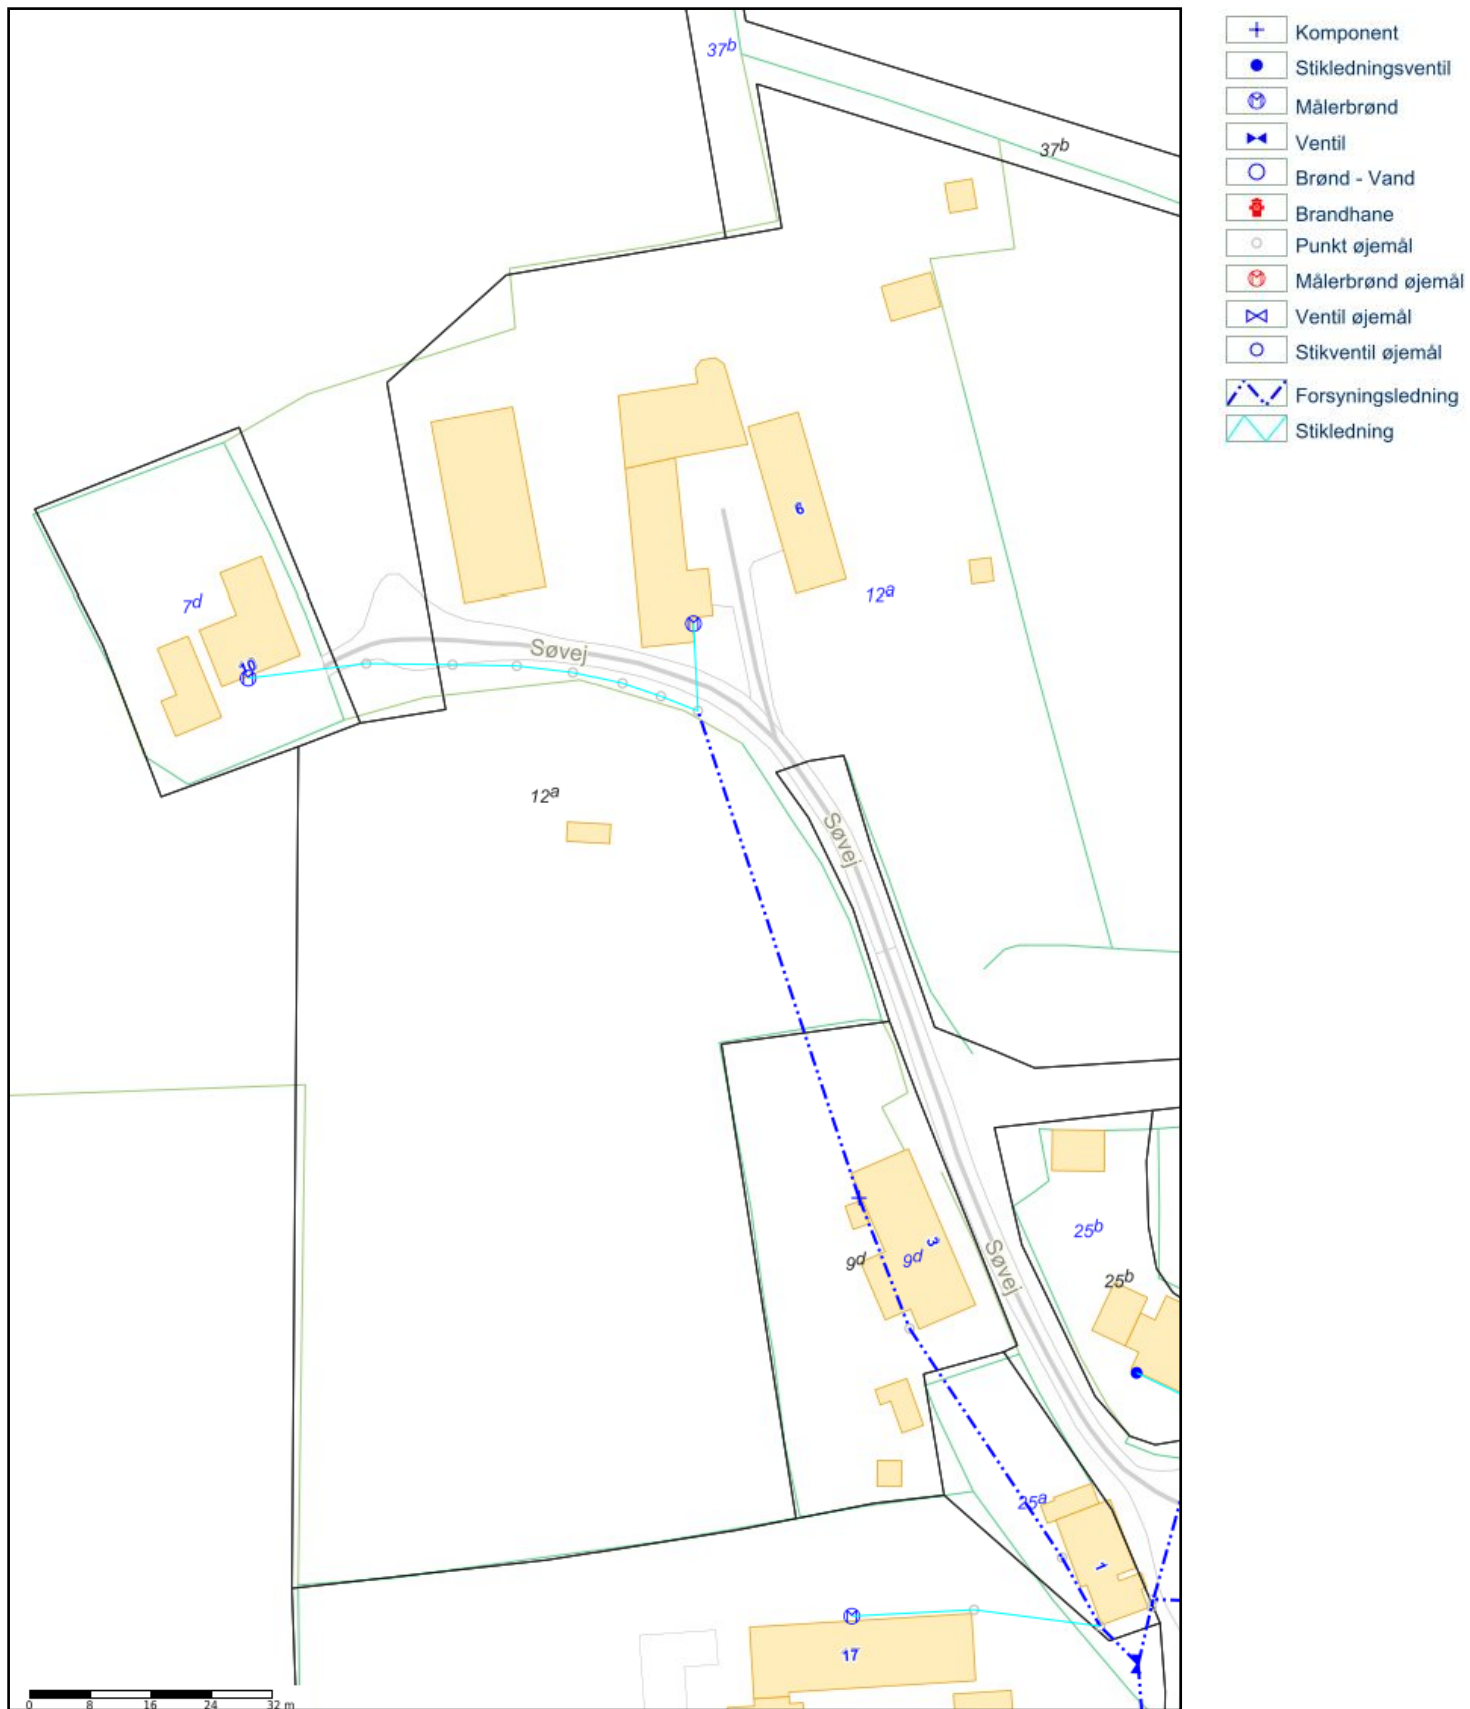 37b
37b
6
12a
7d
10
Søvej
12a
Søvej
3
9d
9d
Søvej
25b
25b
25a
1
17
0 8 16 24 32 m
Komponent
Stikledningsventil
Målerbrønd
Ventil
Brønd - Vand
Brandhane
Punkt øjemål
Målerbrønd øjemål
Ventil øjemål
Stikventil øjemål
Forsyningsledning
Stikledning